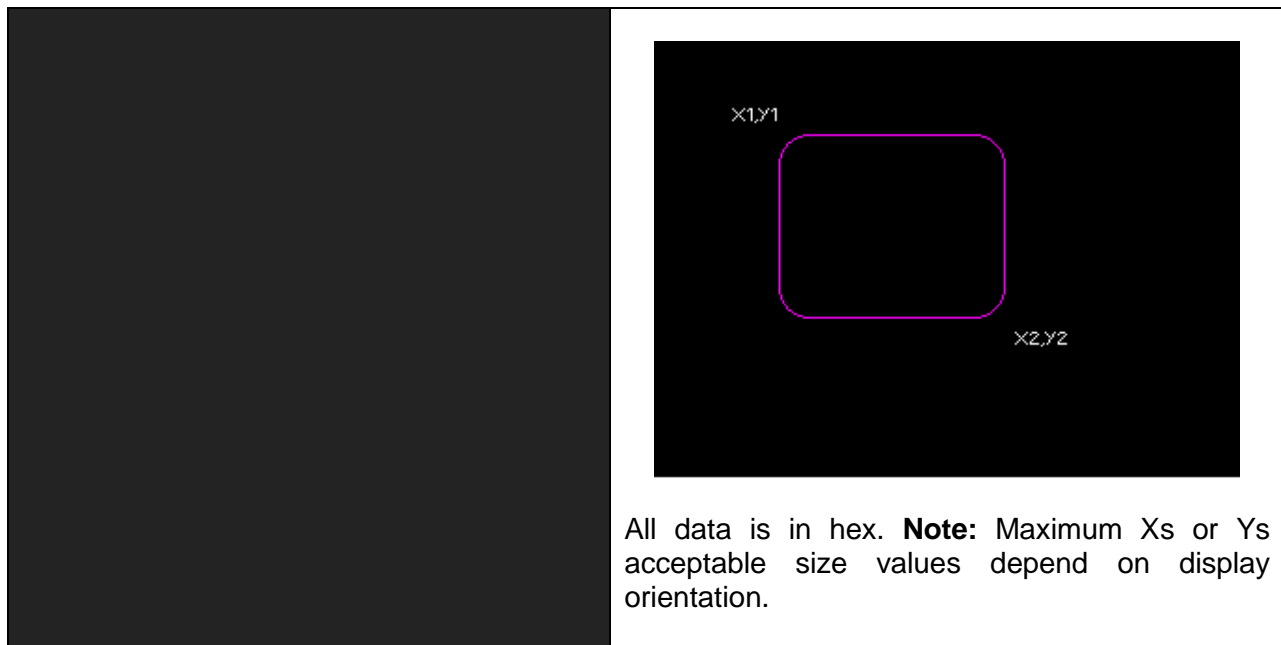 X1,Y1
X2,Y2
All data is in hex. Note: Maximum Xs or Ys
acceptable size values depend on display
orientation.